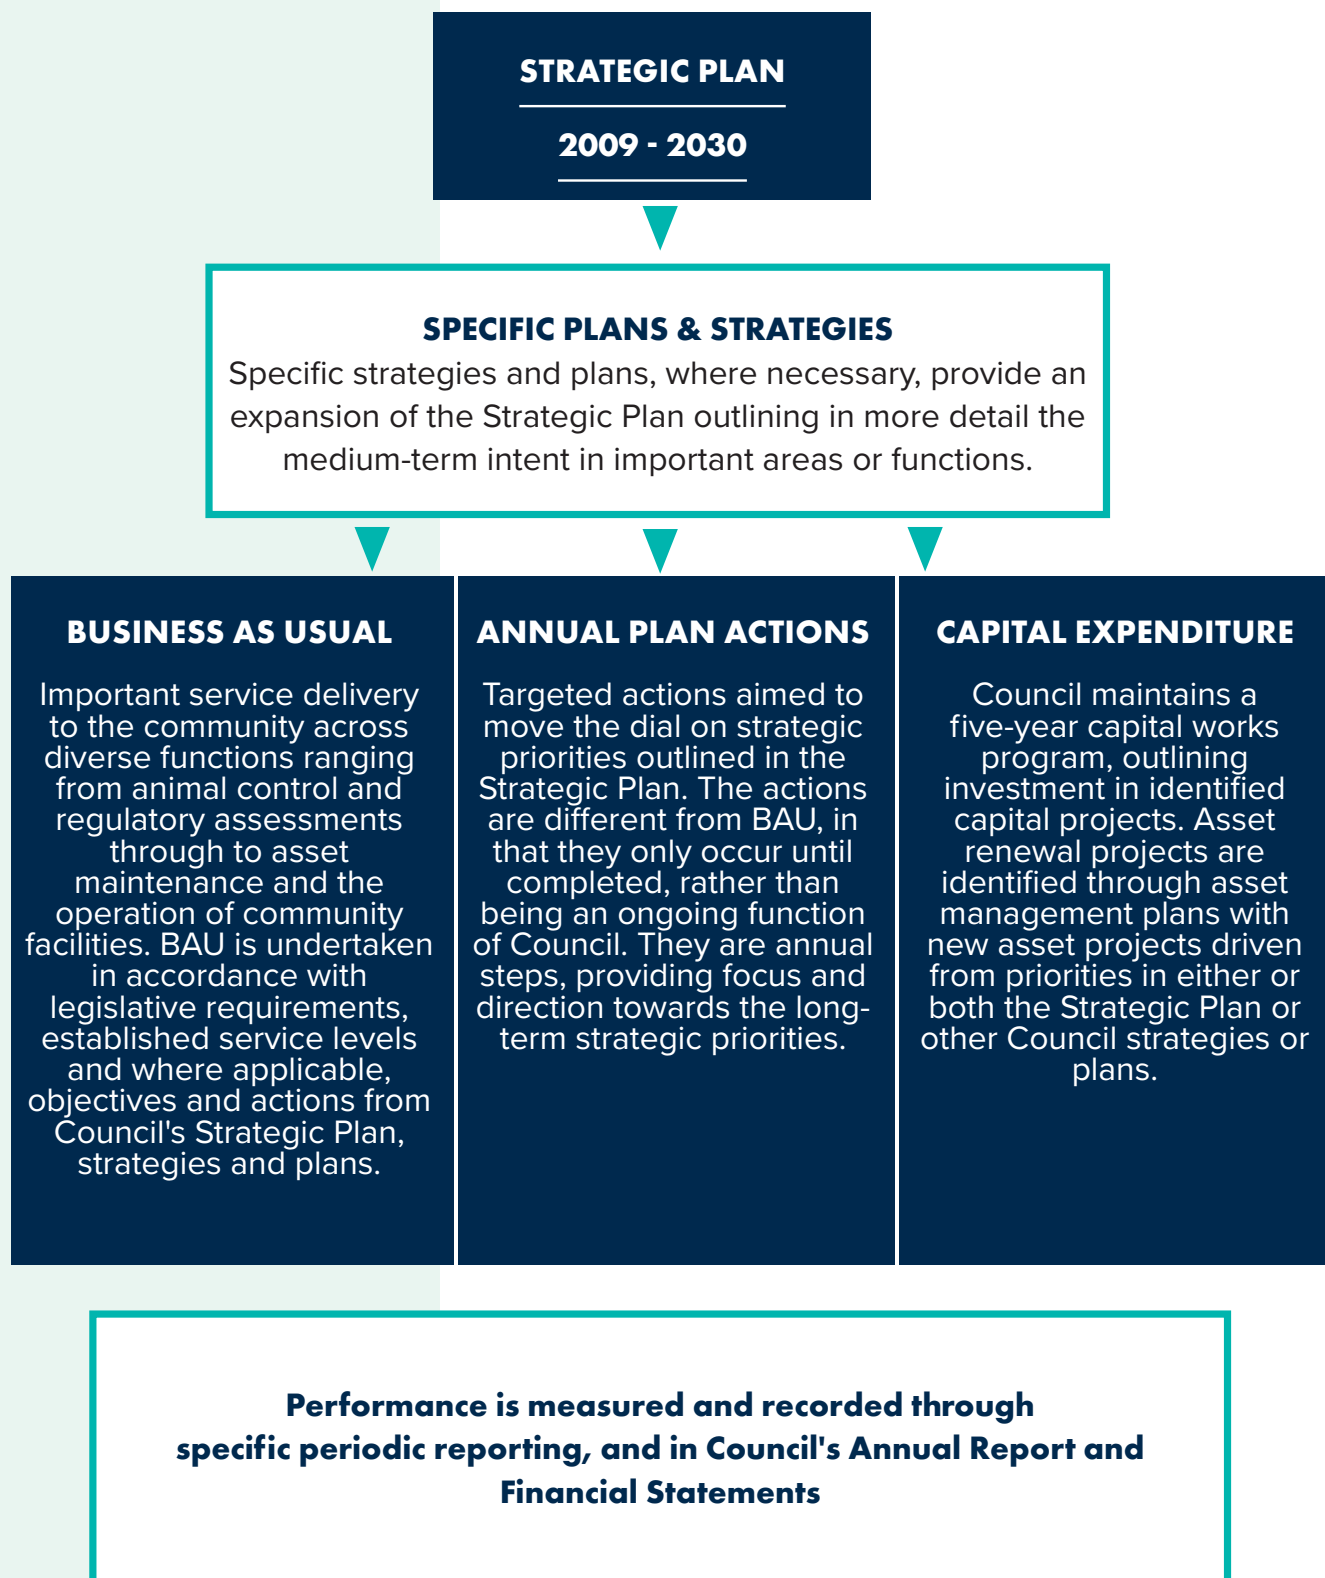 STRATEGIC PLAN
2009 - 2030
SPECIFIC PLANS & STRATEGIES
Specific strategies and plans, where necessary, provide an
expansion of the Strategic Plan outlining in more detail the
medium-term intent in important areas or functions.
BUSINESS AS USUAL
Important service delivery
to the community across
diverse functions ranging
from animal control and
regulatory assessments
through to asset
maintenance and the
operation of community
facilities. BAU is undertaken
in accordance with
legislative requirements,
established service levels
and where applicable,
objectives and actions from
Council's Strategic Plan,
strategies and plans.
ANNUAL PLAN ACTIONS
Targeted actions aimed to
move the dial on strategic
priorities outlined in the
Strategic Plan. The actions
are different from BAU, in
that they only occur until
completed, rather than
being an ongoing function
of Council. They are annual
steps, providing focus and
direction towards the long-
term strategic priorities.
CAPITAL EXPENDITURE
Council maintains a
five-year capital works
program, outlining
investment in identified
capital projects. Asset
renewal projects are
identified through asset
management plans with
new asset projects driven
from priorities in either or
both the Strategic Plan or
other Council strategies or
plans.
Performance is measured and recorded through
specific periodic reporting, and in Council's Annual Report and
Financial Statements